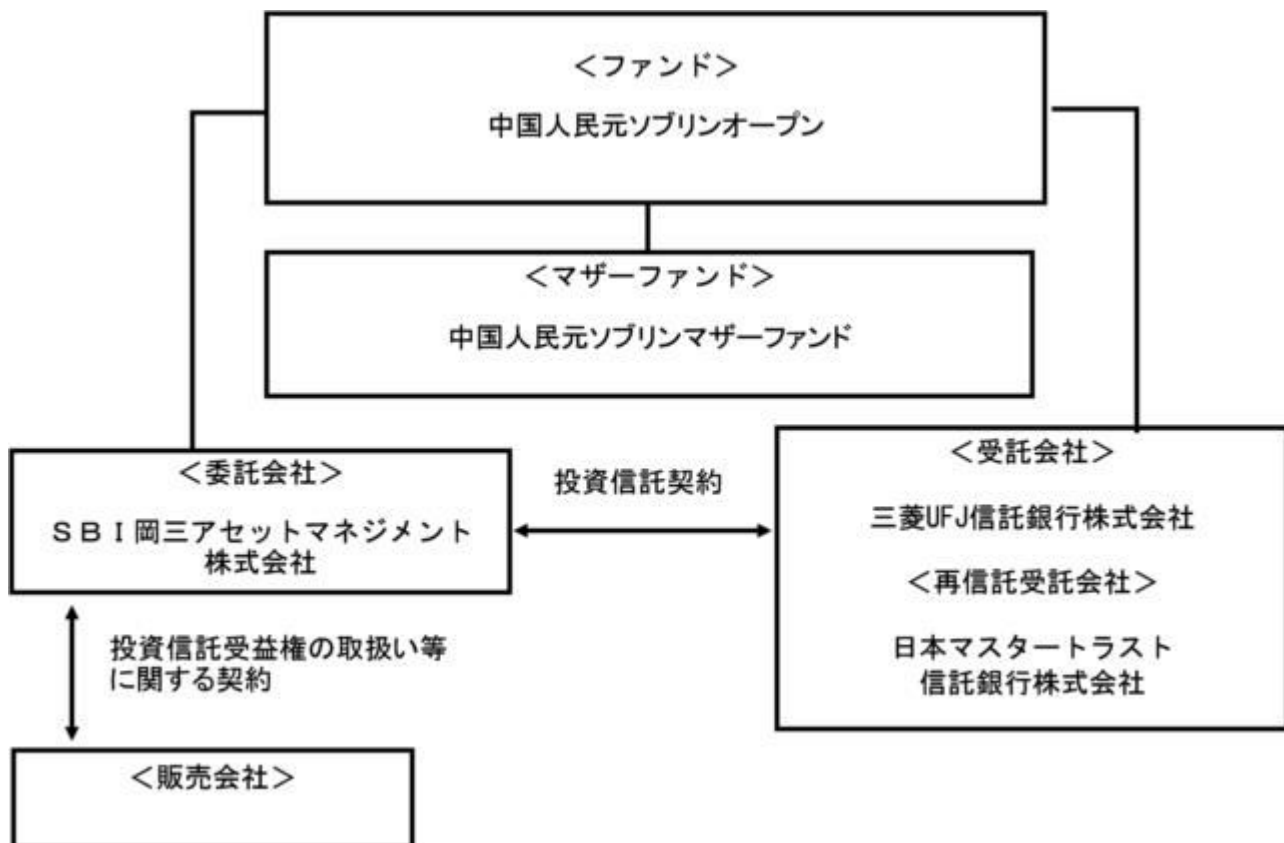 ＜ファンド＞
中国人民元ソブリンオープン
＜マザーファンド＞
中国人民元ソブリンマザーファンド
＜委託会社＞
ＳＢＩ岡三アセットマネジメント
株式会社
投資信託契約
＜受託会社＞
三菱UFJ信託銀行株式会社
＜再信託受託会社＞
日本マスタートラスト
信託銀行株式会社
投資信託受益権の取扱い等
に関する契約
＜販売会社＞